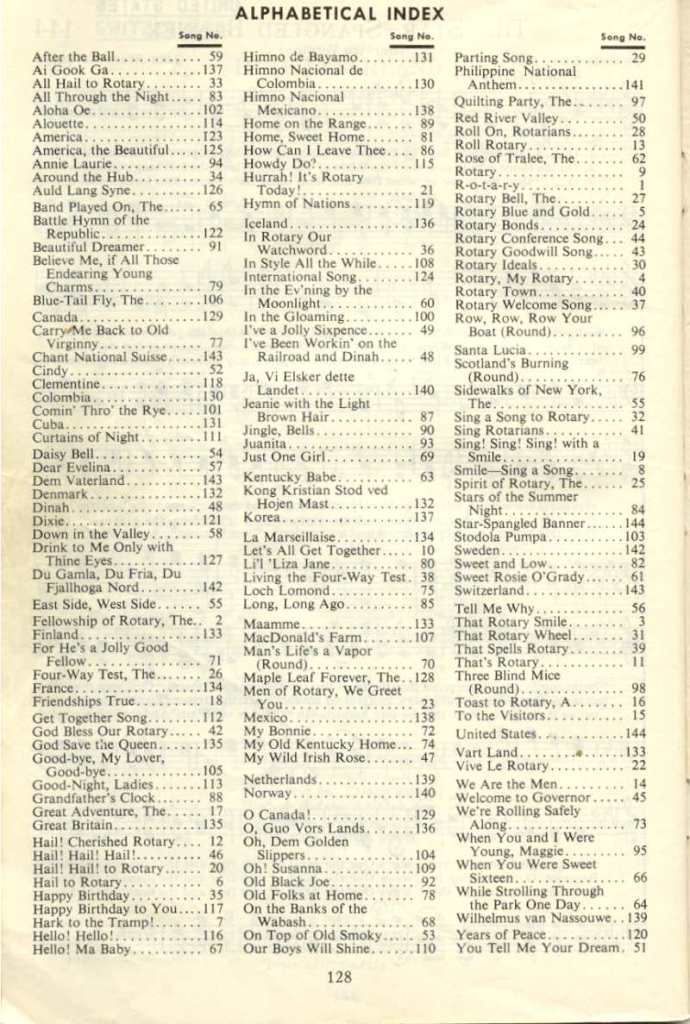 ALPHABETICAL INDEX
Song No.
After the Ball............ 59
Ai Gook Ga.............137
All Hail to Rotary......... 33
All Through the Night..... 83
Aloha Oe................102
Alouette.................114
America.................123
America, the Beautiful.....125
Annie Laurie............. 94
Around the Hub.......... 34
Auld Lang Syne..........126
Band Played On, The...... 65
Battle Hymn of the
Republic...............122
Beautiful Dreamer........ 91
Believe Me, if All Those
Endearing Young
Charms................ 79
Blue-Tail Fly, The........106
Canada..................129
Carry Me Back to Old
Virginny............... 77
Chant National Suisse.....143
Cindy................... 52
Clementine..............118
Colombia................130
Comin' Thro' the Rye.....101
Cuba....................131
Curtains of Night.........111
Daisy Bell............... 54
Dear Evelina............. 57
Dem Vaterland...........143
Denmark................132
Dinah................... 48
Dixie....................121
Down in the Valley....... 58
Drink to Me Only with
Thine Eyes.............127
Du Gamla, Du Fria, Du
Fjallhoga Nord..........142
East Side, West Side...... 55
Fellowship of Rotary, The.. 2
Finland..................133
For He's a Jolly Good
Fellow................. 71
Four-Way Test, The....... 26
France...................134
Friendships True.......... 18
Get Together Song........112
God Bless Our Rotary..... 42
God Save the Queen.......135
Good-bye, My Lover,
Good-bye..............105
Good-Night, Ladies.......113
Grandfather's Clock....... 88
Great Adventure, The..... 17
Great Britain.............135
Hail! Cherished Rotary.... 12
Hail! Hail! Hail!.......... 46
Hail! Hail! to Rotary...... 20
Hail to Rotary............ 6
Happy Birthday.......... 35
Happy Birthday to You....117
Hark to the Tramp!....... 7
Hello! Hello!.............116
Hello! Ma Baby.......... 67
Song No.
Himno de Bayamo........131
Himno Nacional de
Colombia..............130
Himno Nacional
Mexicano..............138
Home on the Range....... 89
Home, Sweet Home....... 81
How Can I Leave Thee.... 86
Howdy Do?..............115
Hurrah! It's Rotary
Today!................ 21
Hymn of Nations.........119
Iceland..................136
In Rotary Our
Watchword............. 36
In Style All the While.....108
International Song........124
In the Ev'ning by the
Moonlight.............. 60
In the Gloaming..........100
I've a Jolly Sixpence....... 49
I've Been Workin' on the
Railroad and Dinah..... 48
Ja, Vi Elsker dette
Landet................140
Jeanie with the Light
Brown Hair............ 87
Jingle, Bells.............. 90
Juanita.................. 93
Just One Girl............. 69
Kentucky Babe........... 63
Kong Kristian Stod ved
Hojen Mast............132
Korea...................137
La Marseillaise...........134
Let's All Get Together..... 10
Li'l 'Liza Jane............ 80
Living the Four-Way Test. 38
Loch Lomond............ 75
Long, Long Ago.......... 85
Maamme................133
MacDonald's Farm.......107
Man's Life's a Vapor
(Round)............... 70
Maple Leaf Forever, The..128
Men of Rotary, We Greet
You................... 23
Mexico..................138
My Bonnie.............. 72
My Old Kentucky Home... 74
My Wild Irish Rose....... 47
Netherlands..............139
Norway.................140
O Canada!...............129
O, Guo Vors Lands.......136
Oh, Dem Golden
Slippers...............104
Oh! Susanna.............109
Old Black Joe............ 92
Old Folks at Home....... 78
On the Banks of the
Wabash................ 68
On Top of Old Smoky..... 53
Our Boys Will Shine......110
Song No.
Parting Song............. 29
Philippine National
Anthem................141
Quilting Party, The....... 97
Red River Valley......... 50
Roll On, Rotarians........ 28
Roll Rotary.............. 13
Rose of Tralee, The....... 62
Rotary.................. 9
R-o-t-a-r-y............... 1
Rotary Bell, The.......... 27
Rotary Blue and Gold..... 5
Rotary Bonds............ 24
Rotary Conference Song... 44
Rotary Goodwill Song..... 43
Rotary Ideals............ 30
Rotary, My Rotary....... 4
Rotary Town............. 40
Rotary Welcome Song..... 37
Row, Row, Row Your
Boat (Round).......... 96
Santa Lucia.............. 99
Scotland's Burning
(Round)............... 76
Sidewalks of New York,
The................... 55
Sing a Song to Rotary..... 32
Sing Rotarians............ 41
Sing! Sing! Sing! with a
Smile.................. 19
Smile—Sing a Song....... 8
Spirit of Rotary, The...... 25
Stars of the Summer
Night.................. 84
Star-Spangled Banner......144
Stodola Pumpa...........103
Sweden..................142
Sweet and Low........... 82
Sweet Rosie O'Grady...... 61
Switzerland..............143
Tell Me Why............. 56
That Rotary Smile........ 3
That Rotary Wheel....... 31
That Spells Rotary........ 39
That's Rotary............ 11
Three Blind Mice
(Round)............... 98
Toast to Rotary, A....... 16
To the Visitors........... 15
United States............144
Vart Land...............133
Vive Le Rotary........... 22
We Are the Men.......... 14
Welcome to Governor..... 45
We're Rolling Safely
Along................. 73
When You and I Were
Young, Maggie......... 95
When You Were Sweet
Sixteen................ 66
While Strolling Through
the Park One Day...... 64
Wilhelmus van Nassouwe..139
Years of Peace...........120
You Tell Me Your Dream. 51
128